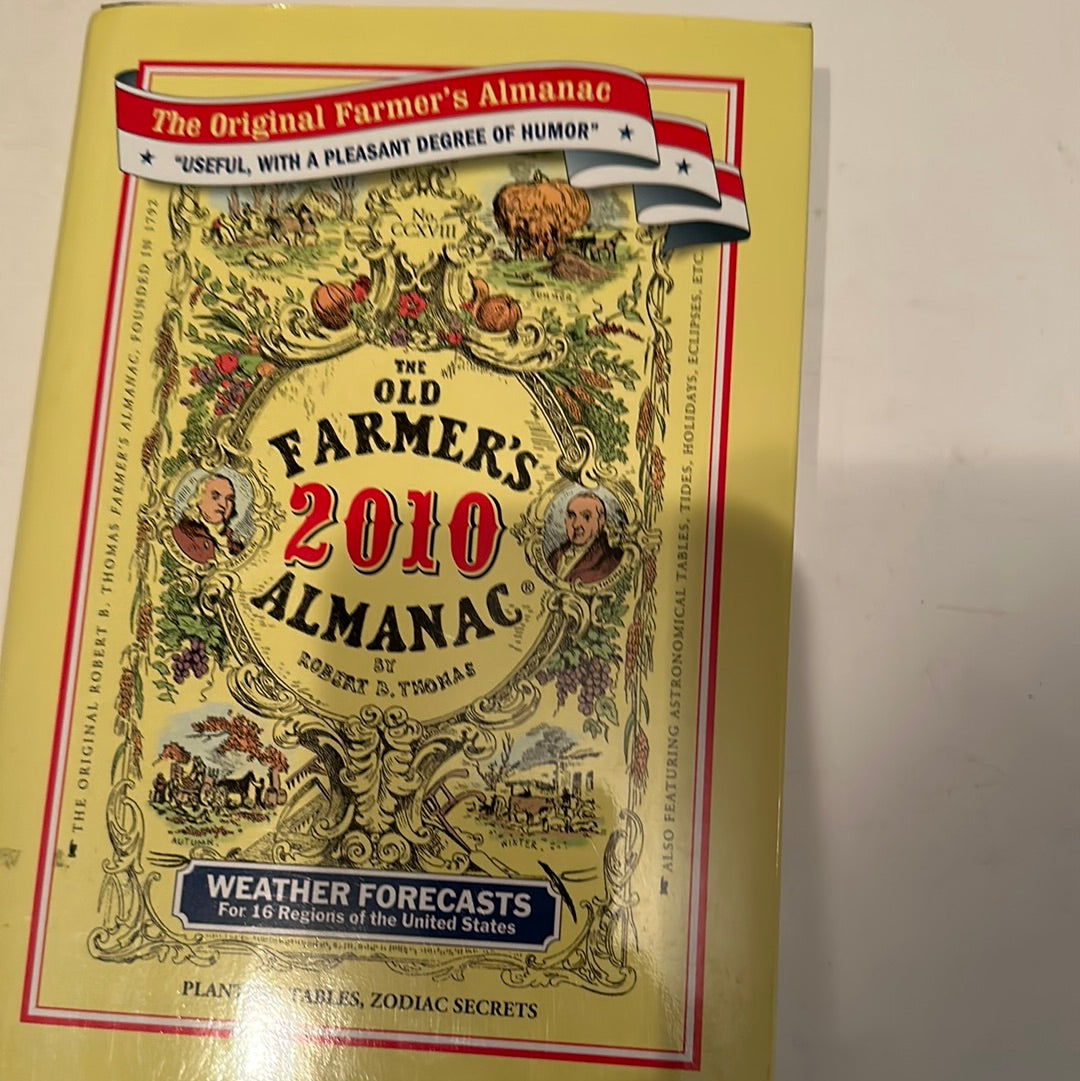 The Original Farmer's Almanac
"USEFUL, WITH A PLEASANT DEGREE OF HUMOR"
No.
CCXVIII
SUMMER
THE
OLD
FARMER'S
2010
ALMANAC®
BY
ROBERT B. THOMAS
AUTUMN.
WINTER.
WEATHER FORECASTS
For 16 Regions of the United States
TABLES, ZODIAC SECRETS
THE ORIGINAL ROBERT B. THOMAS FARMER'S ALMANAC, FOUNDED IN 1792
ALSO FEATURING ASTRONOMICAL TABLES, TIDES, HOLIDAYS, ECLIPSES, ETC.